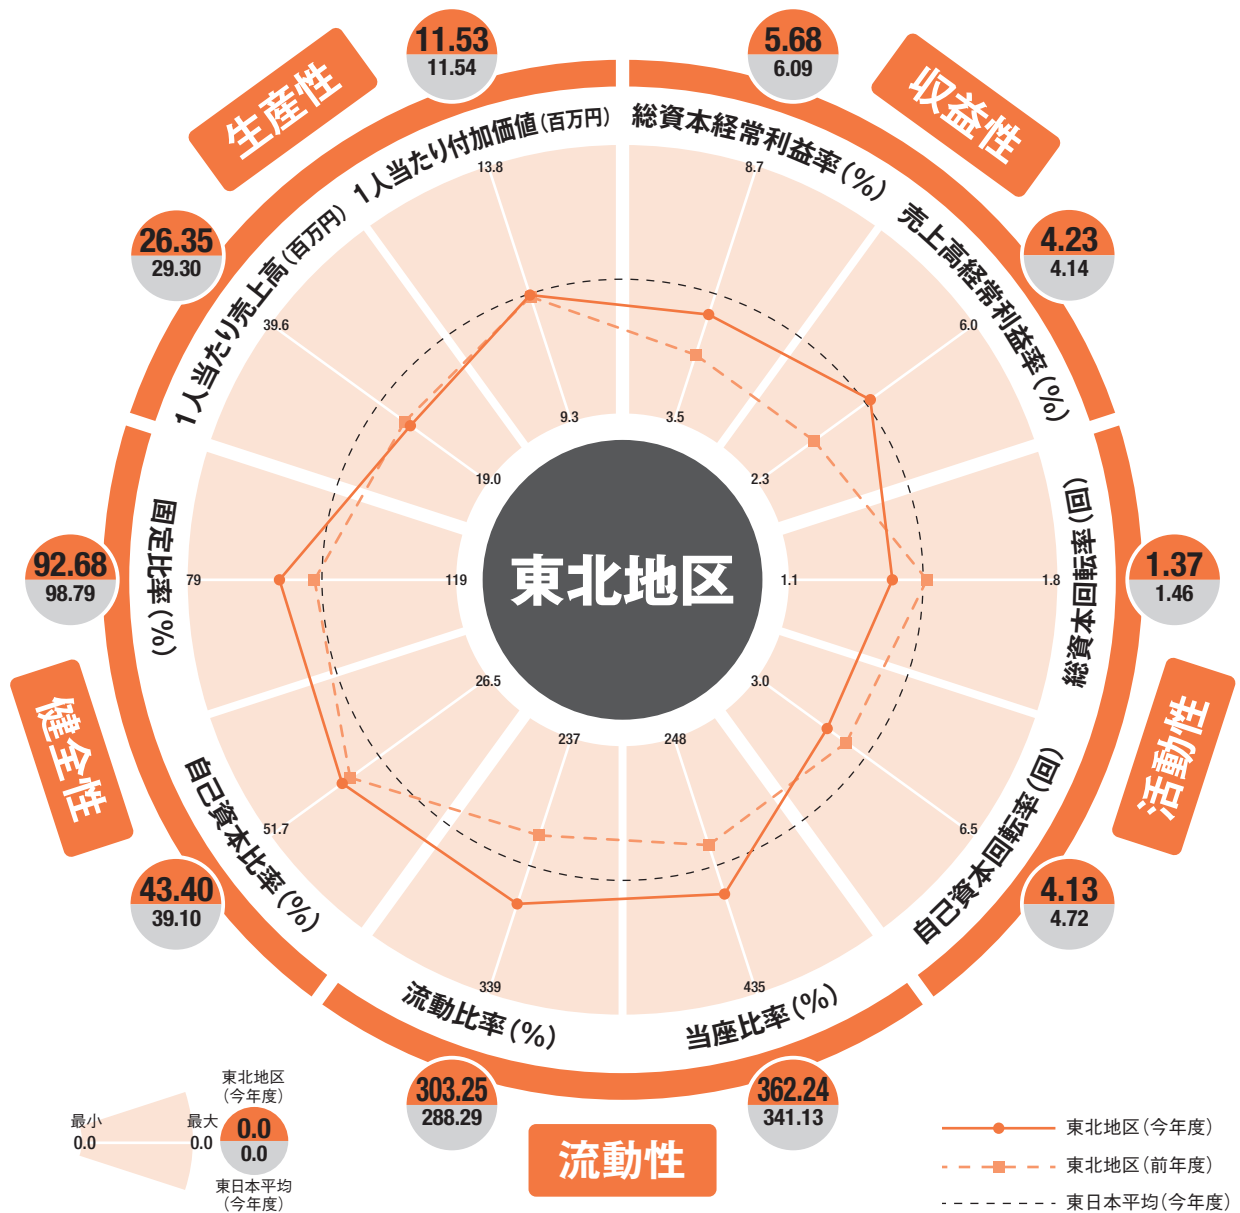 収益性
5.68
6.09
総資本経常利益率(%)
8.7
3.5
4.23
4.14
売上高経常利益率(%)
6.0
2.3
活動性
1.37
1.46
総資本回転率(回)
1.8
1.1
4.13
4.72
自己資本回転率(回)
6.5
3.0
流動性
362.24
341.13
当座比率(%)
435
248
303.25
288.29
流動比率(%)
339
237
健全性
43.40
39.10
自己資本比率(%)
51.7
26.5
92.68
98.79
固定比率(%)
79
119
生産性
26.35
29.30
1人当たり売上高(百万円)
39.6
19.0
11.53
11.54
1人当たり付加価値(百万円)
13.8
9.3
東北地区
東北地区
(今年度)
最小
0.0
最大
0.0
0.0
0.0
東日本平均
(今年度)
東北地区(今年度)
東北地区(前年度)
東日本平均(今年度)